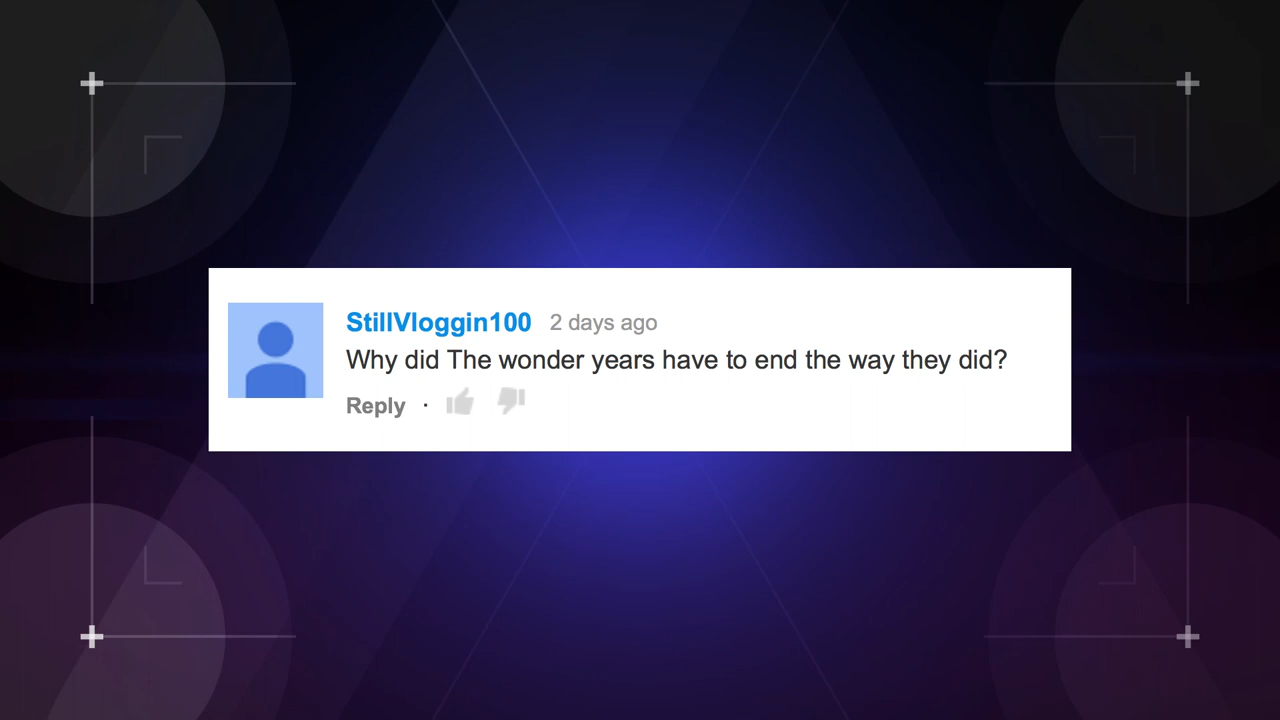 StillVloggin100 2 days ago
Why did The wonder years have to end the way they did?
Reply ·